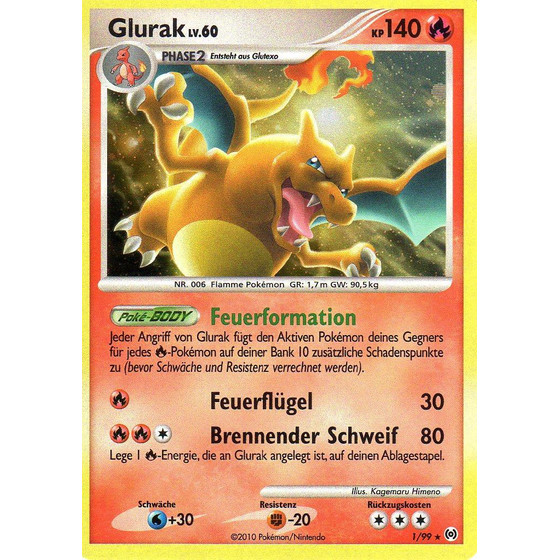 Glurak LV.60 KP 140
PHASE 2 Entsteht aus Glutexo
NR. 006 Flamme Pokémon GR: 1,7m GW: 90,5kg
Poké-BODY Feuerformation
Jeder Angriff von Glurak fügt den Aktiven Pokémon deines Gegners
für jedes -Pokémon auf deiner Bank 10 zusätzliche Schadenspunkte
zu (bevor Schwäche und Resistenz verrechnet werden).
Feuerflügel 30
Brennender Schweif 80
Lege 1 -Energie, die an Glurak angelegt ist, auf deinen Ablagestapel.
Illus. Kagemaru Himeno
Schwäche Resistenz Rückzugskosten
+30 -20
©2010 Pokémon/Nintendo 1/99 ★